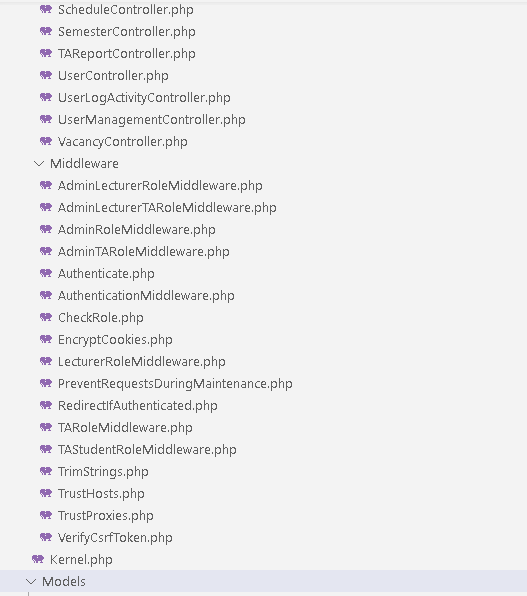 ScheduleController.php
SemesterController.php
TAReportController.php
UserController.php
UserLogActivityController.php
UserManagementController.php
VacancyController.php
Middleware
AdminLecturerRoleMiddleware.php
AdminLecturerTARoleMiddleware.php
AdminRoleMiddleware.php
AdminTARoleMiddleware.php
Authenticate.php
AuthenticationMiddleware.php
CheckRole.php
EncryptCookies.php
LecturerRoleMiddleware.php
PreventRequestsDuringMaintenance.php
RedirectIfAuthenticated.php
TARoleMiddleware.php
TAStudentRoleMiddleware.php
TrimStrings.php
TrustHosts.php
TrustProxies.php
VerifyCsrfToken.php
Kernel.php
Models